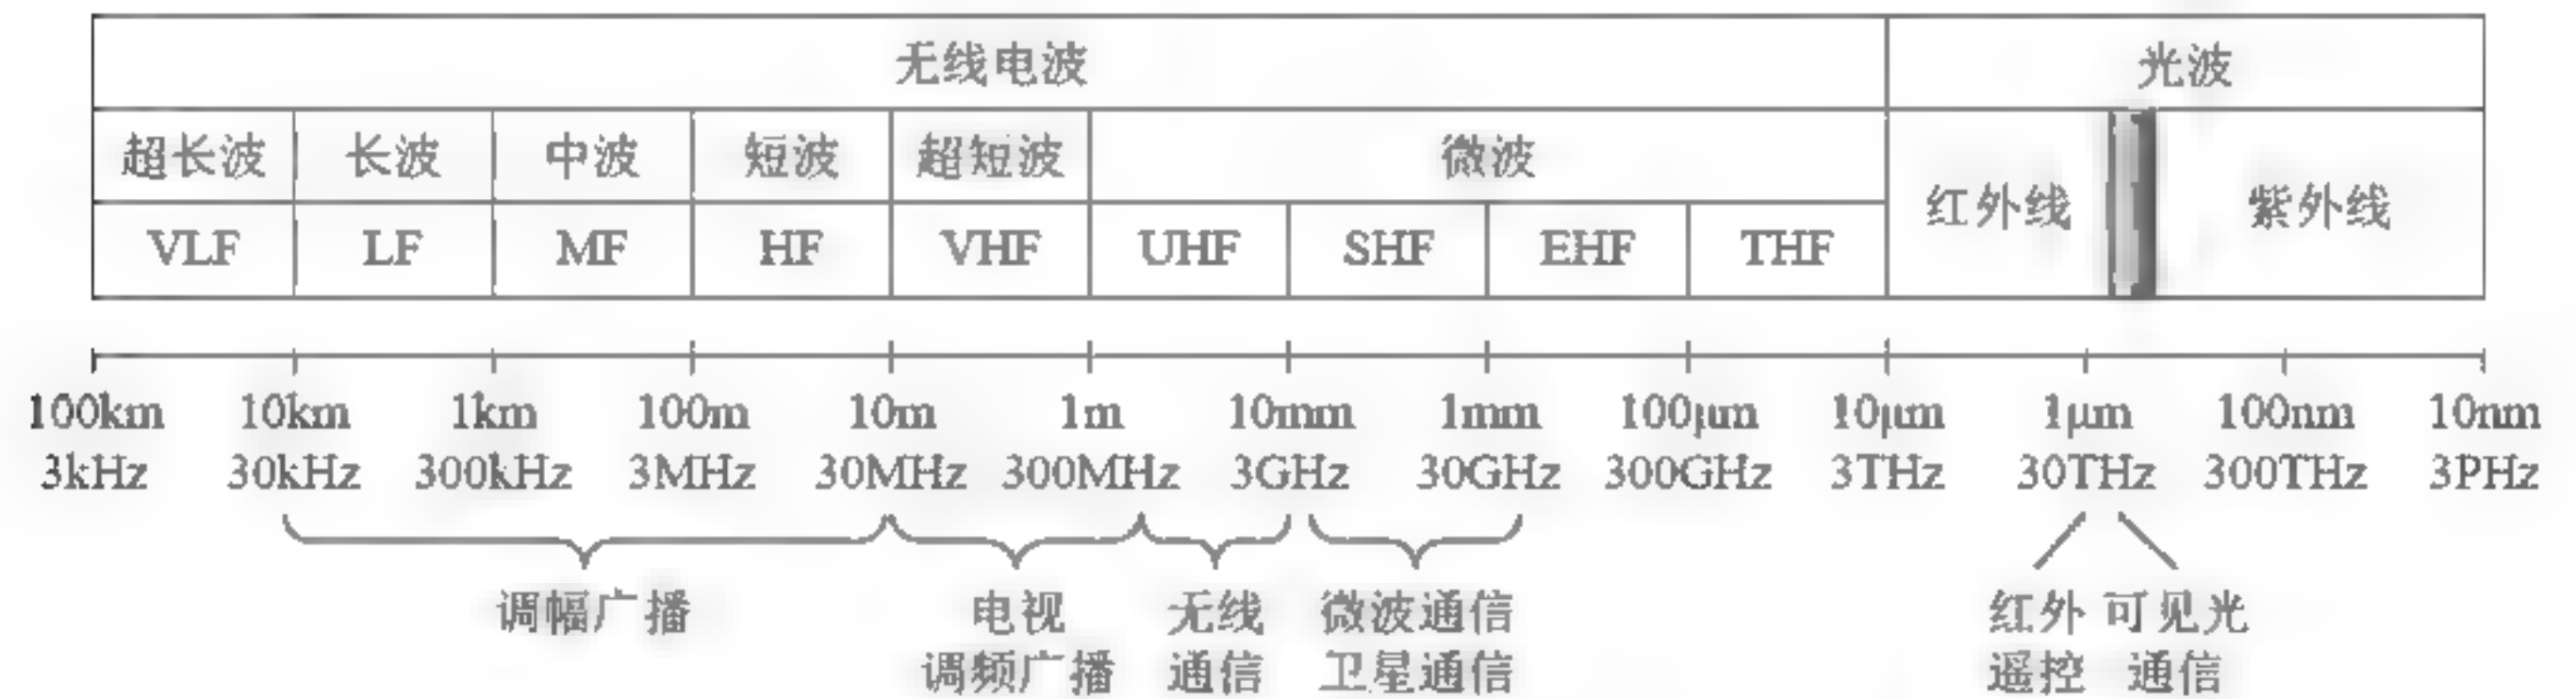 无线电波 光波
超长波 长波 中波 短波 超短波 微波 红外线 紫外线
VLF LF MF HF VHF UHF SHF EHF THF
100km 10km 1km 100m 10m 1m 10mm 1mm 100μm 10μm 1μm 100nm 10nm
3kHz 30kHz 300kHz 3MHz 30MHz 300MHz 3GHz 30GHz 300GHz 3THz 30THz 300THz 3PHz
调幅广播 电视 无线 微波通信 红外 可见光
调频广播 通信 卫星通信 遥控 通信